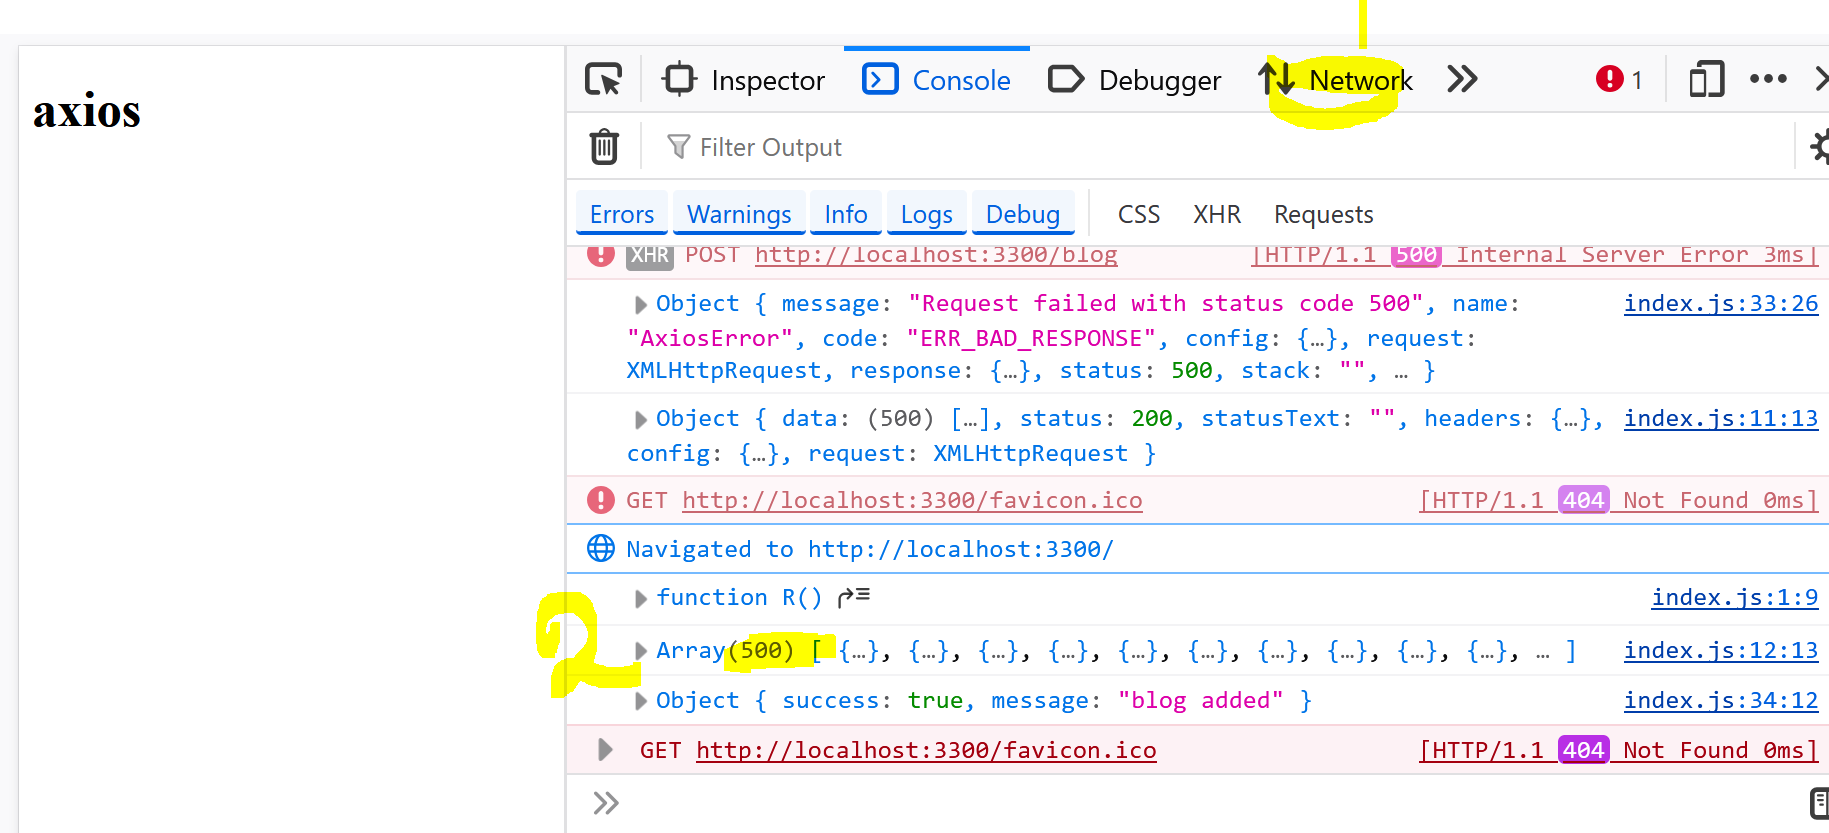 axios
Inspector Console Debugger Network 1
Filter Output
Errors Warnings Info Logs Debug CSS XHR Requests
XHR POST http://localhost:3300/blog [HTTP/1.1 500 Internal Server Error 3ms]
Object { message: "Request failed with status code 500", name: index.js:33:26
"AxiosError", code: "ERR_BAD_RESPONSE", config: {…}, request:
XMLHttpRequest, response: {…}, status: 500, stack: "", … }
Object { data: (500) […], status: 200, statusText: "", headers: {…}, index.js:11:13
config: {…}, request: XMLHttpRequest }
GET http://localhost:3300/favicon.ico [HTTP/1.1 404 Not Found 0ms]
Navigated to http://localhost:3300/
function R() index.js:1:9
2
Array(500) [ {…}, {…}, {…}, {…}, {…}, {…}, {…}, {…}, {…}, {…}, … ] index.js:12:13
Object { success: true, message: "blog added" } index.js:34:12
GET http://localhost:3300/favicon.ico [HTTP/1.1 404 Not Found 0ms]